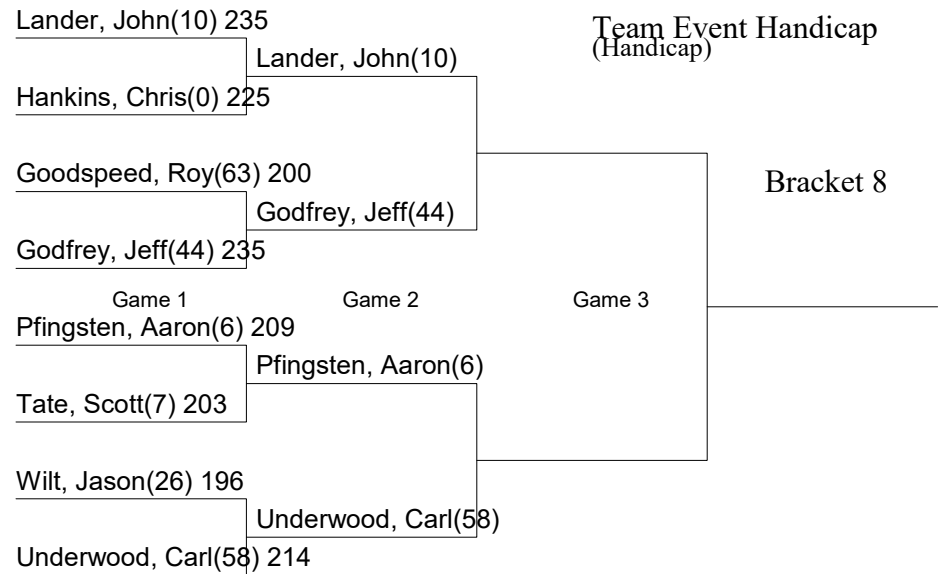 Lander, John(10) 235
Team Event Handicap
(Handicap)
Lander, John(10)
Hankins, Chris(0) 225
Goodspeed, Roy(63) 200
Bracket 8
Godfrey, Jeff(44)
Godfrey, Jeff(44) 235
Game 1
Game 2
Game 3
Pfingsten, Aaron(6) 209
Pfingsten, Aaron(6)
Tate, Scott(7) 203
Wilt, Jason(26) 196
Underwood, Carl(58)
Underwood, Carl(58) 214